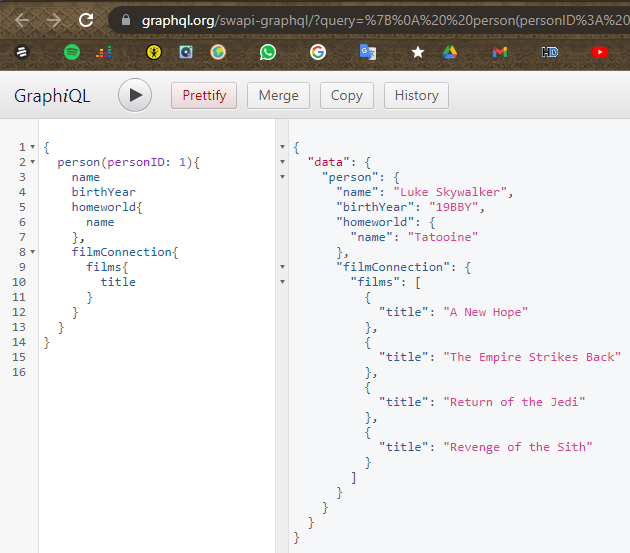 graphql.org/swapi-graphql/?query=%7B%0A%20%20person(personID%3A%20
HD
GraphiQL
Prettify
Merge
Copy
History
1 {
2 person(personID: 1){
3 name
4 birthYear
5 homeworld{
6 name
7 },
8 filmConnection{
9 films{
10 title
11 }
12 }
13 }
14 }
15
16
{
"data": {
"person": {
"name": "Luke Skywalker",
"birthYear": "19BBY",
"homeworld": {
"name": "Tatooine"
},
"filmConnection": {
"films": [
{
"title": "A New Hope"
},
{
"title": "The Empire Strikes Back"
},
{
"title": "Return of the Jedi"
},
{
"title": "Revenge of the Sith"
}
]
}
}
}
}